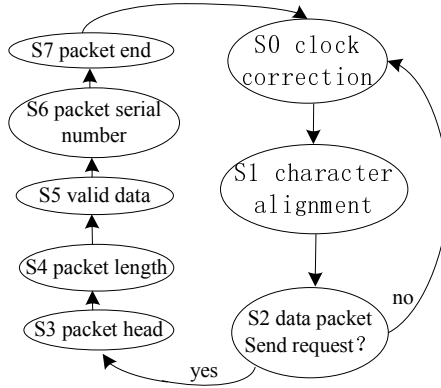 S7 packet end
S0 clock
correction
S6 packet serial
number
S1 character
alignment
S5 valid data
S4 packet length
no
S2 data packet
Send request？
S3 packet head
yes